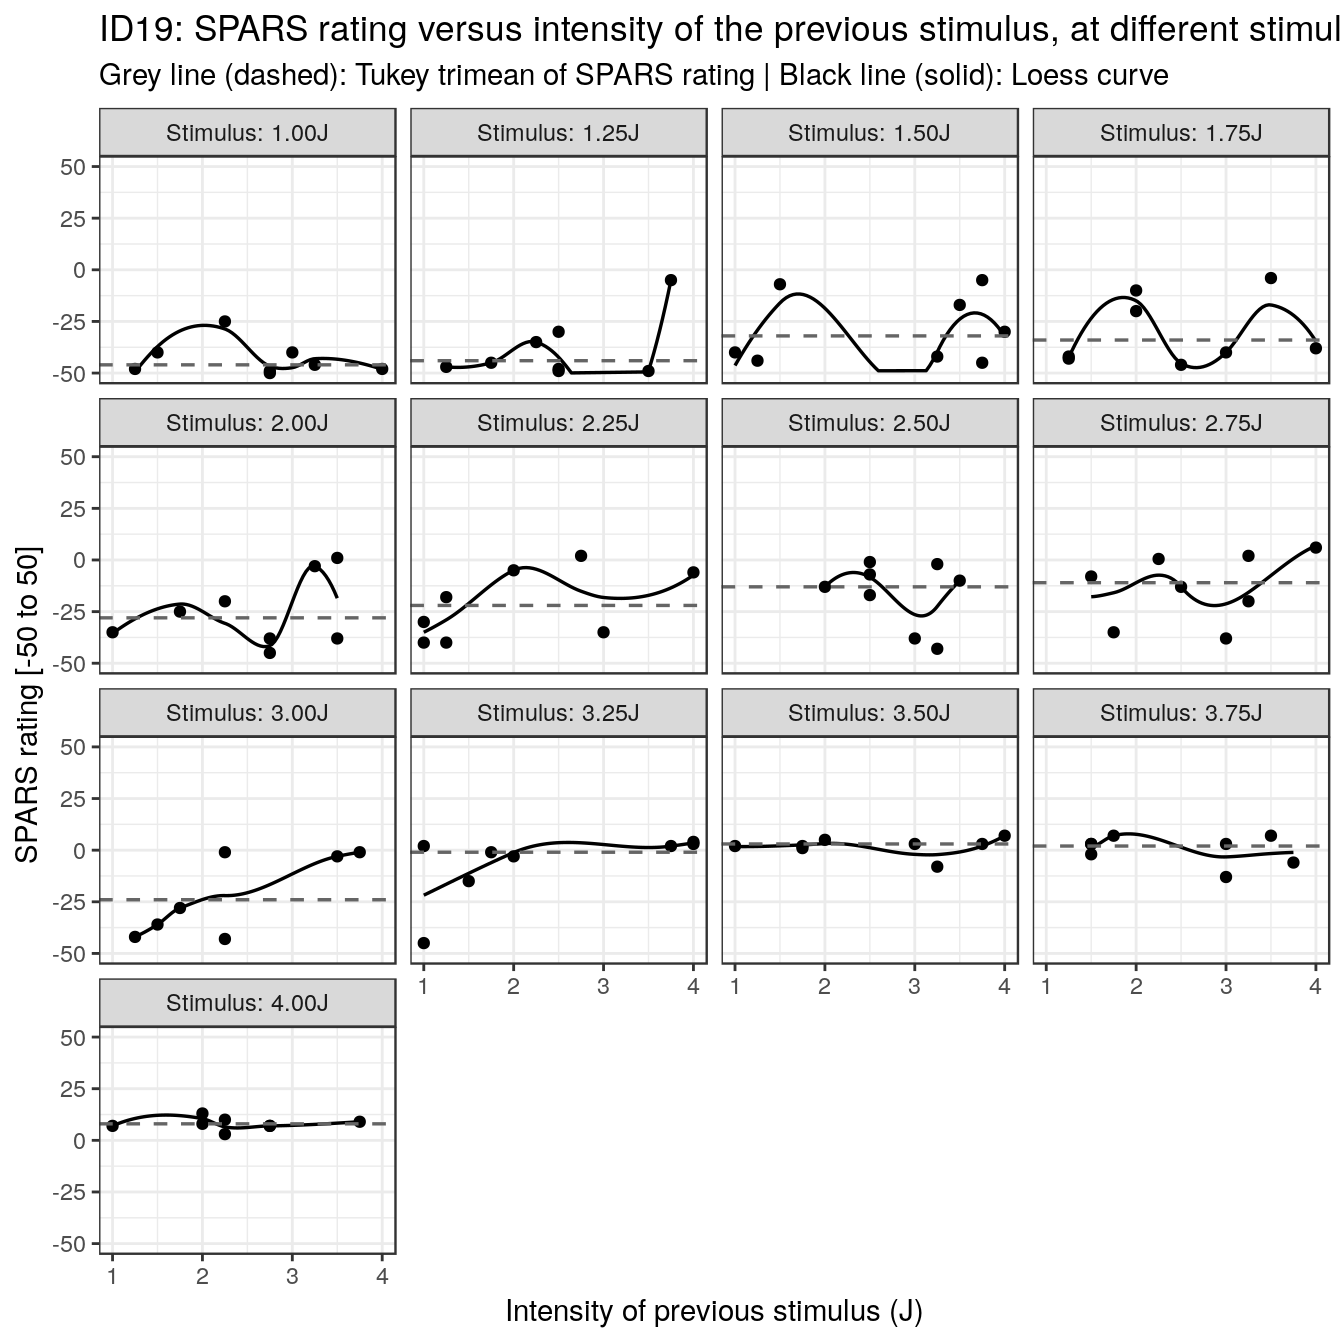 ID19: SPARS rating versus intensity of the previous stimulus, at different stimul
Grey line (dashed): Tukey trimean of SPARS rating | Black line (solid): Loess curve
Stimulus: 1.00J Stimulus: 1.25J Stimulus: 1.50J Stimulus: 1.75J
50
25
0
-25
-50
Stimulus: 2.00J Stimulus: 2.25J Stimulus: 2.50J Stimulus: 2.75J
50
25
0
-25
-50
SPARS rating [-50 to 50]
Stimulus: 3.00J Stimulus: 3.25J Stimulus: 3.50J Stimulus: 3.75J
50
25
0
-25
-50
1 2 3 4 1 2 3 4 1 2 3 4
Stimulus: 4.00J
50
25
0
-25
-50
1 2 3 4
Intensity of previous stimulus (J)